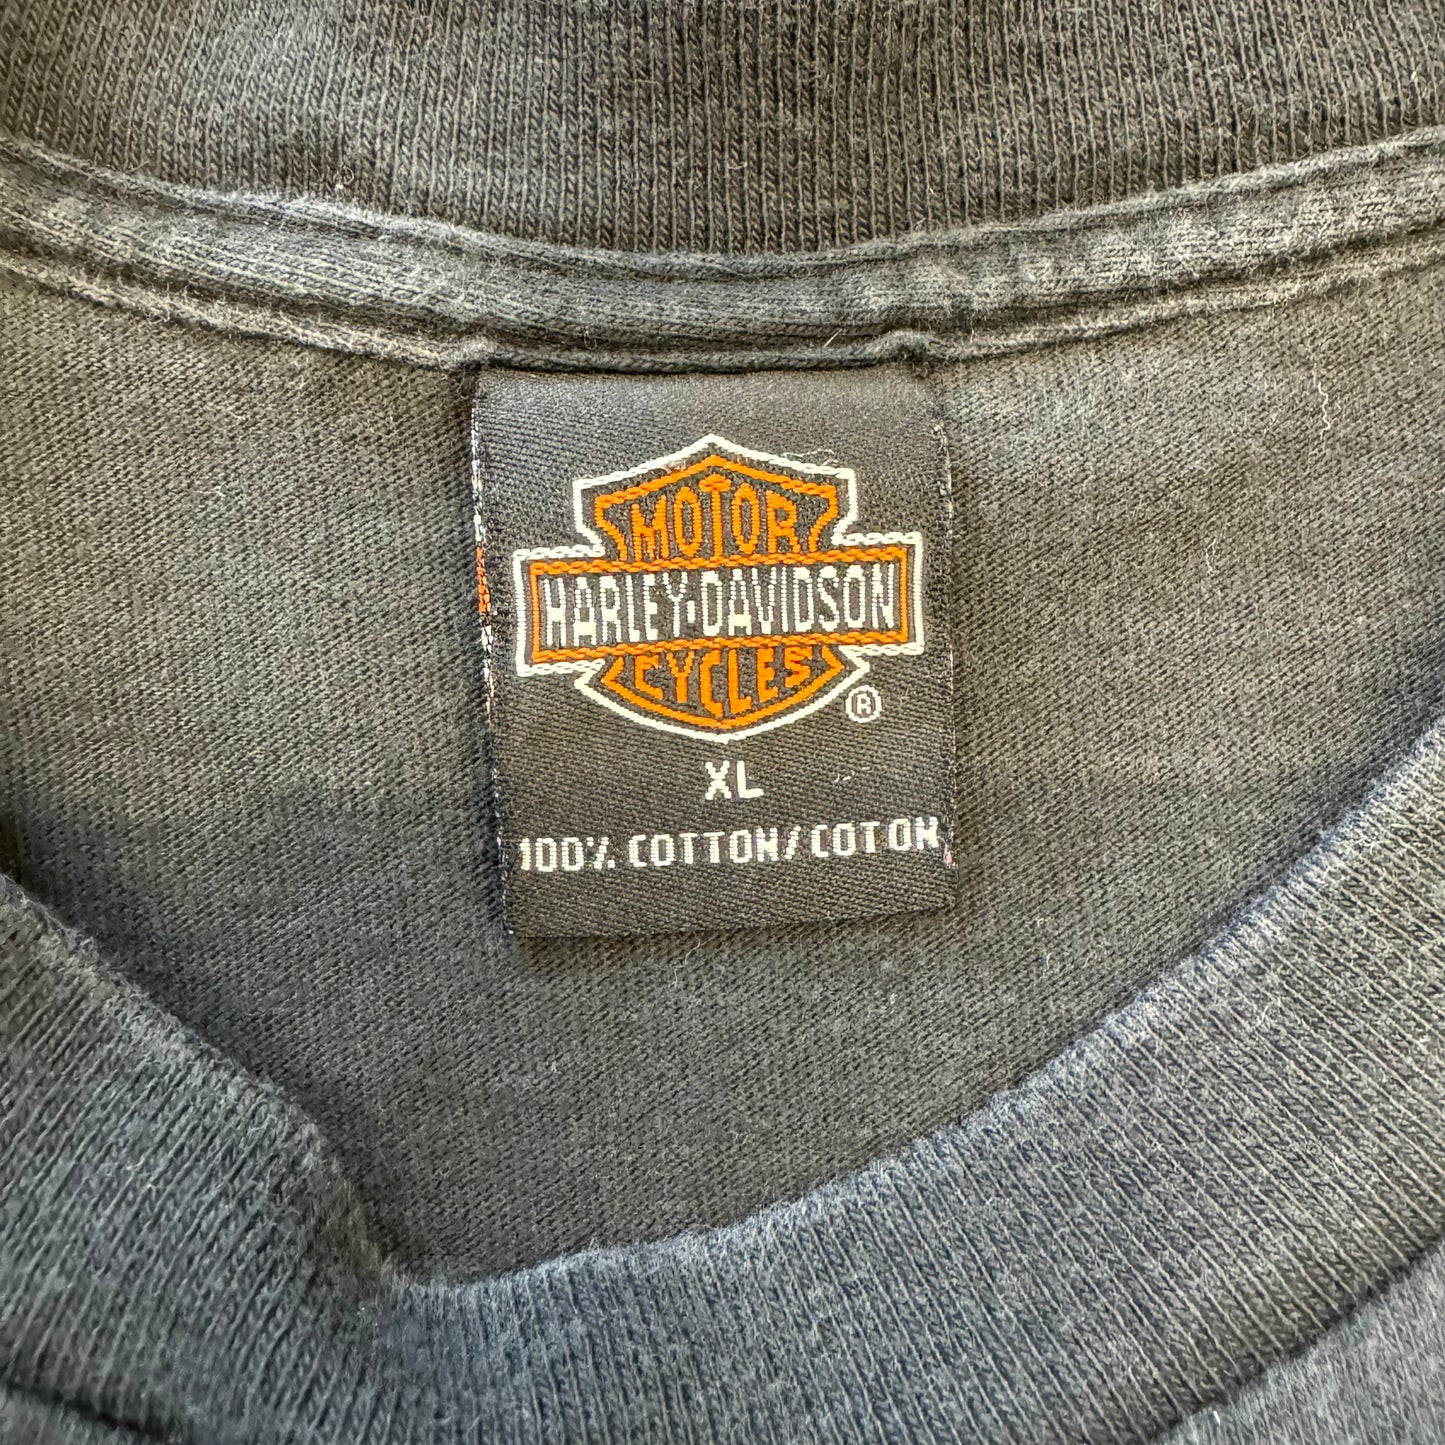 MOTOR
HARLEY-DAVIDSON
CYCLES
®
XL
100% COTTON/COTON